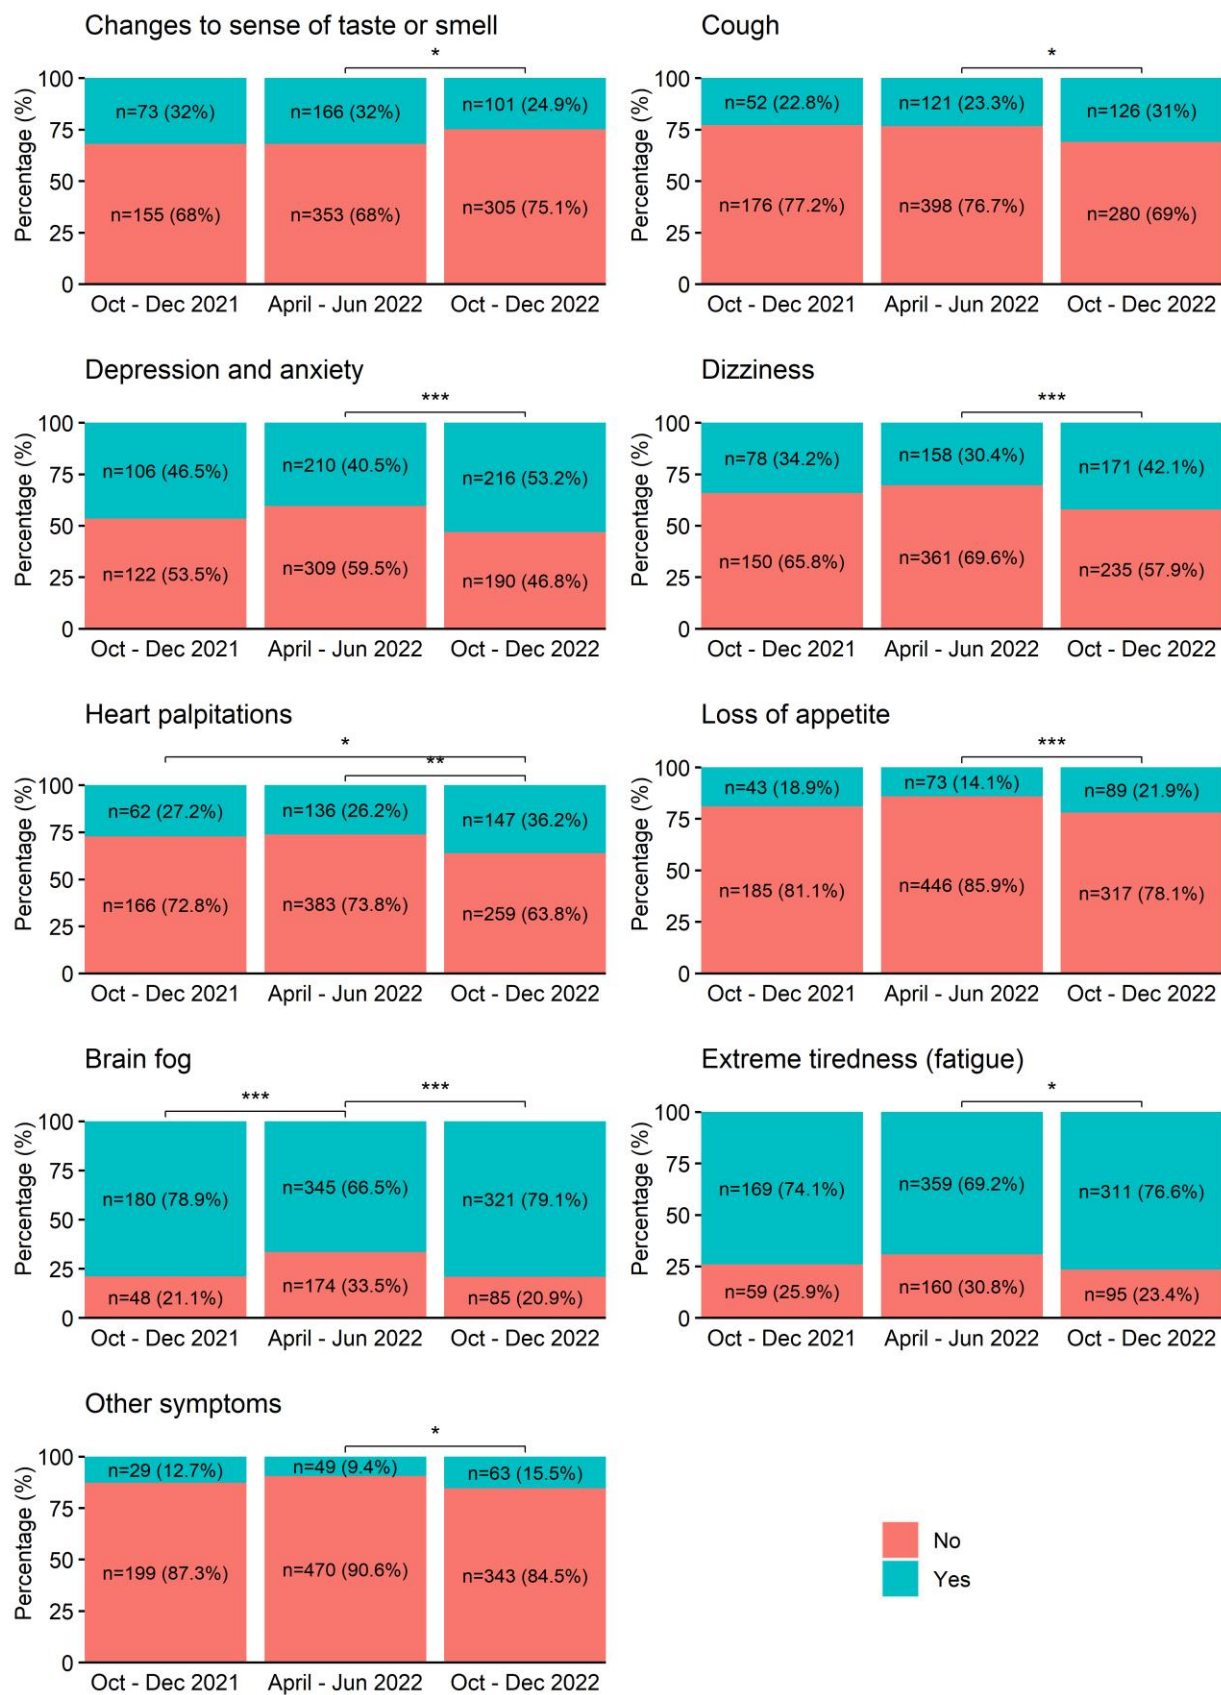 Changes to sense of taste or smell
*
Percentage (%)
100
75
50
25
0
n=73 (32%)
n=166 (32%)
n=101 (24.9%)
n=155 (68%)
n=353 (68%)
n=305 (75.1%)
Oct - Dec 2021
April - Jun 2022
Oct - Dec 2022
Cough
*
Percentage (%)
100
75
50
25
0
n=52 (22.8%)
n=121 (23.3%)
n=126 (31%)
n=176 (77.2%)
n=398 (76.7%)
n=280 (69%)
Oct - Dec 2021
April - Jun 2022
Oct - Dec 2022
Depression and anxiety
***
Percentage (%)
100
75
50
25
0
n=106 (46.5%)
n=210 (40.5%)
n=216 (53.2%)
n=122 (53.5%)
n=309 (59.5%)
n=190 (46.8%)
Oct - Dec 2021
April - Jun 2022
Oct - Dec 2022
Dizziness
***
Percentage (%)
100
75
50
25
0
n=78 (34.2%)
n=158 (30.4%)
n=171 (42.1%)
n=150 (65.8%)
n=361 (69.6%)
n=235 (57.9%)
Oct - Dec 2021
April - Jun 2022
Oct - Dec 2022
Heart palpitations
*
**
Percentage (%)
100
75
50
25
0
n=62 (27.2%)
n=136 (26.2%)
n=147 (36.2%)
n=166 (72.8%)
n=383 (73.8%)
n=259 (63.8%)
Oct - Dec 2021
April - Jun 2022
Oct - Dec 2022
Loss of appetite
***
Percentage (%)
100
75
50
25
0
n=43 (18.9%)
n=73 (14.1%)
n=89 (21.9%)
n=185 (81.1%)
n=446 (85.9%)
n=317 (78.1%)
Oct - Dec 2021
April - Jun 2022
Oct - Dec 2022
Brain fog
***
***
Percentage (%)
100
75
50
25
0
n=180 (78.9%)
n=345 (66.5%)
n=321 (79.1%)
n=48 (21.1%)
n=174 (33.5%)
n=85 (20.9%)
Oct - Dec 2021
April - Jun 2022
Oct - Dec 2022
Extreme tiredness (fatigue)
*
Percentage (%)
100
75
50
25
0
n=169 (74.1%)
n=359 (69.2%)
n=311 (76.6%)
n=59 (25.9%)
n=160 (30.8%)
n=95 (23.4%)
Oct - Dec 2021
April - Jun 2022
Oct - Dec 2022
Other symptoms
*
Percentage (%)
100
75
50
25
0
n=29 (12.7%)
n=49 (9.4%)
n=63 (15.5%)
n=199 (87.3%)
n=470 (90.6%)
n=343 (84.5%)
Oct - Dec 2021
April - Jun 2022
Oct - Dec 2022
No
Yes